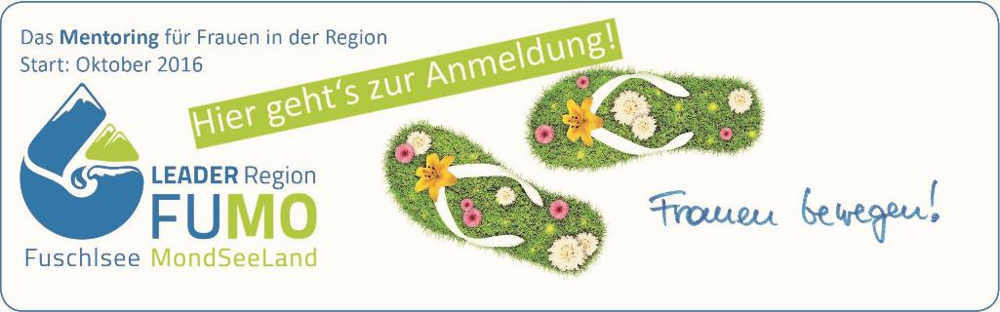 Das Mentoring für Frauen in der Region
Start: Oktober 2016
Hier geht's zur Anmeldung!
LEADER Region
FUMO
Fuschlsee MondSeeLand
Frauen bewegen!